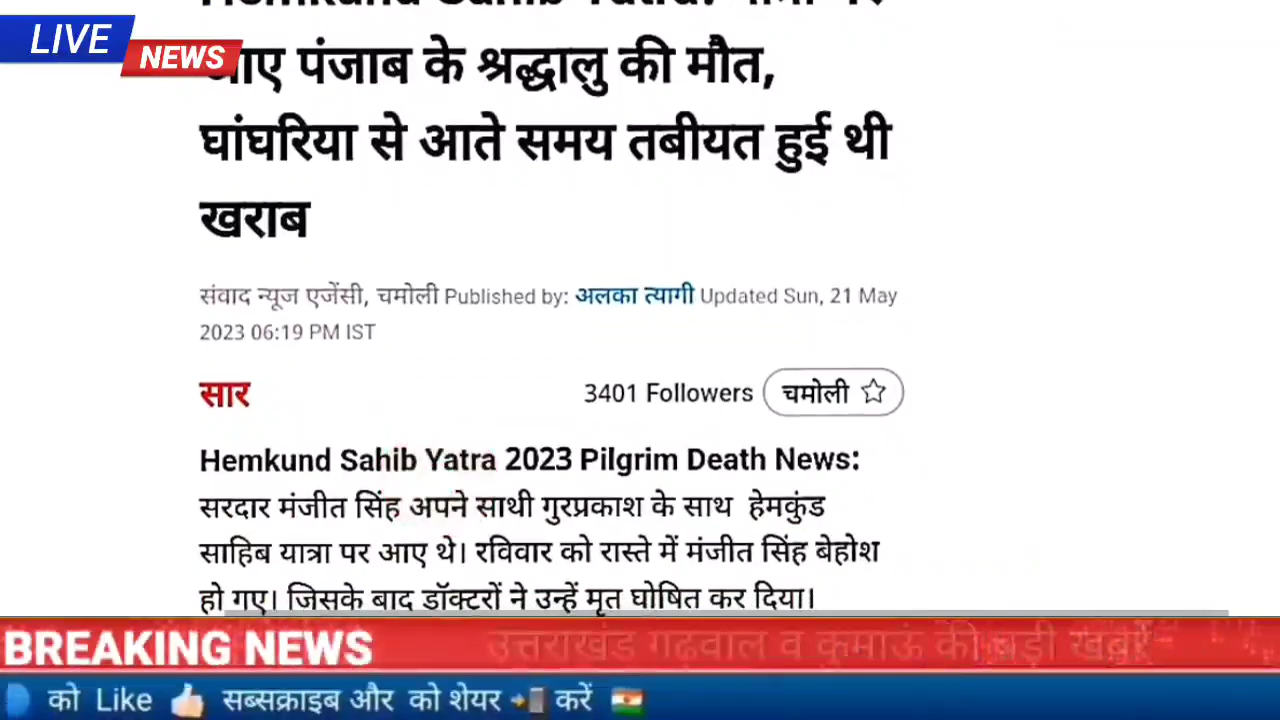 LIVE
NEWS
पंजाब के श्रद्धालु की मौत,
घांघरिया से आते समय तबीयत हुई थी
खराब
संवाद न्यूज एजेंसी, चमोली Published by: अलका त्यागी Updated Sun, 21 May
2023 06:19 PM IST
सार
3401 Followers चमोली
Hemkund Sahib Yatra 2023 Pilgrim Death News:
सरदार मंजीत सिंह अपने साथी गुरप्रकाश के साथ हेमकुंड
साहिब यात्रा पर आए थे। रविवार को रास्ते में मंजीत सिंह बेहोश
हो गए। जिसके बाद डॉक्टरों ने उन्हें मृत घोषित कर दिया।
BREAKING NEWS
उत्तराखंड गढ़वाल व कुमाऊं की बड़ी खबरें
को Like 👍 सब्सक्राइब और को शेयर 📲 करें 🇮🇳